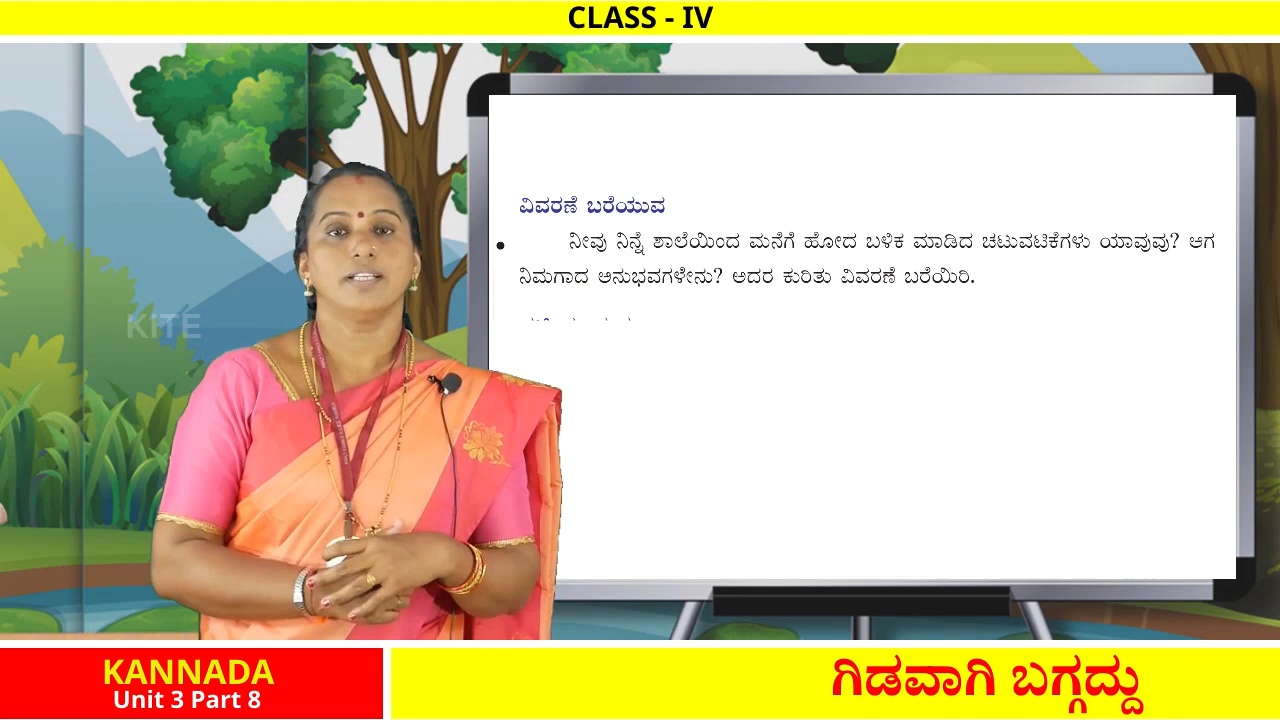 CLASS - IV
ವಿವರಣೆ ಬರೆಯುವ
• ನೀವು ನಿನ್ನೆ ಶಾಲೆಯಿಂದ ಮನೆಗೆ ಹೋದ ಬಳಿಕ ಮಾಡಿದ ಚಟುವಟಿಕೆಗಳು ಯಾವುವು? ಆಗ
ನಿಮಗಾದ ಅನುಭವಗಳೇನು? ಅದರ ಕುರಿತು ವಿವರಣೆ ಬರೆಯಿರಿ.
KiTE
KANNADA
Unit 3 Part 8
ಗಿಡವಾಗಿ ಬಗ್ಗದ್ದು